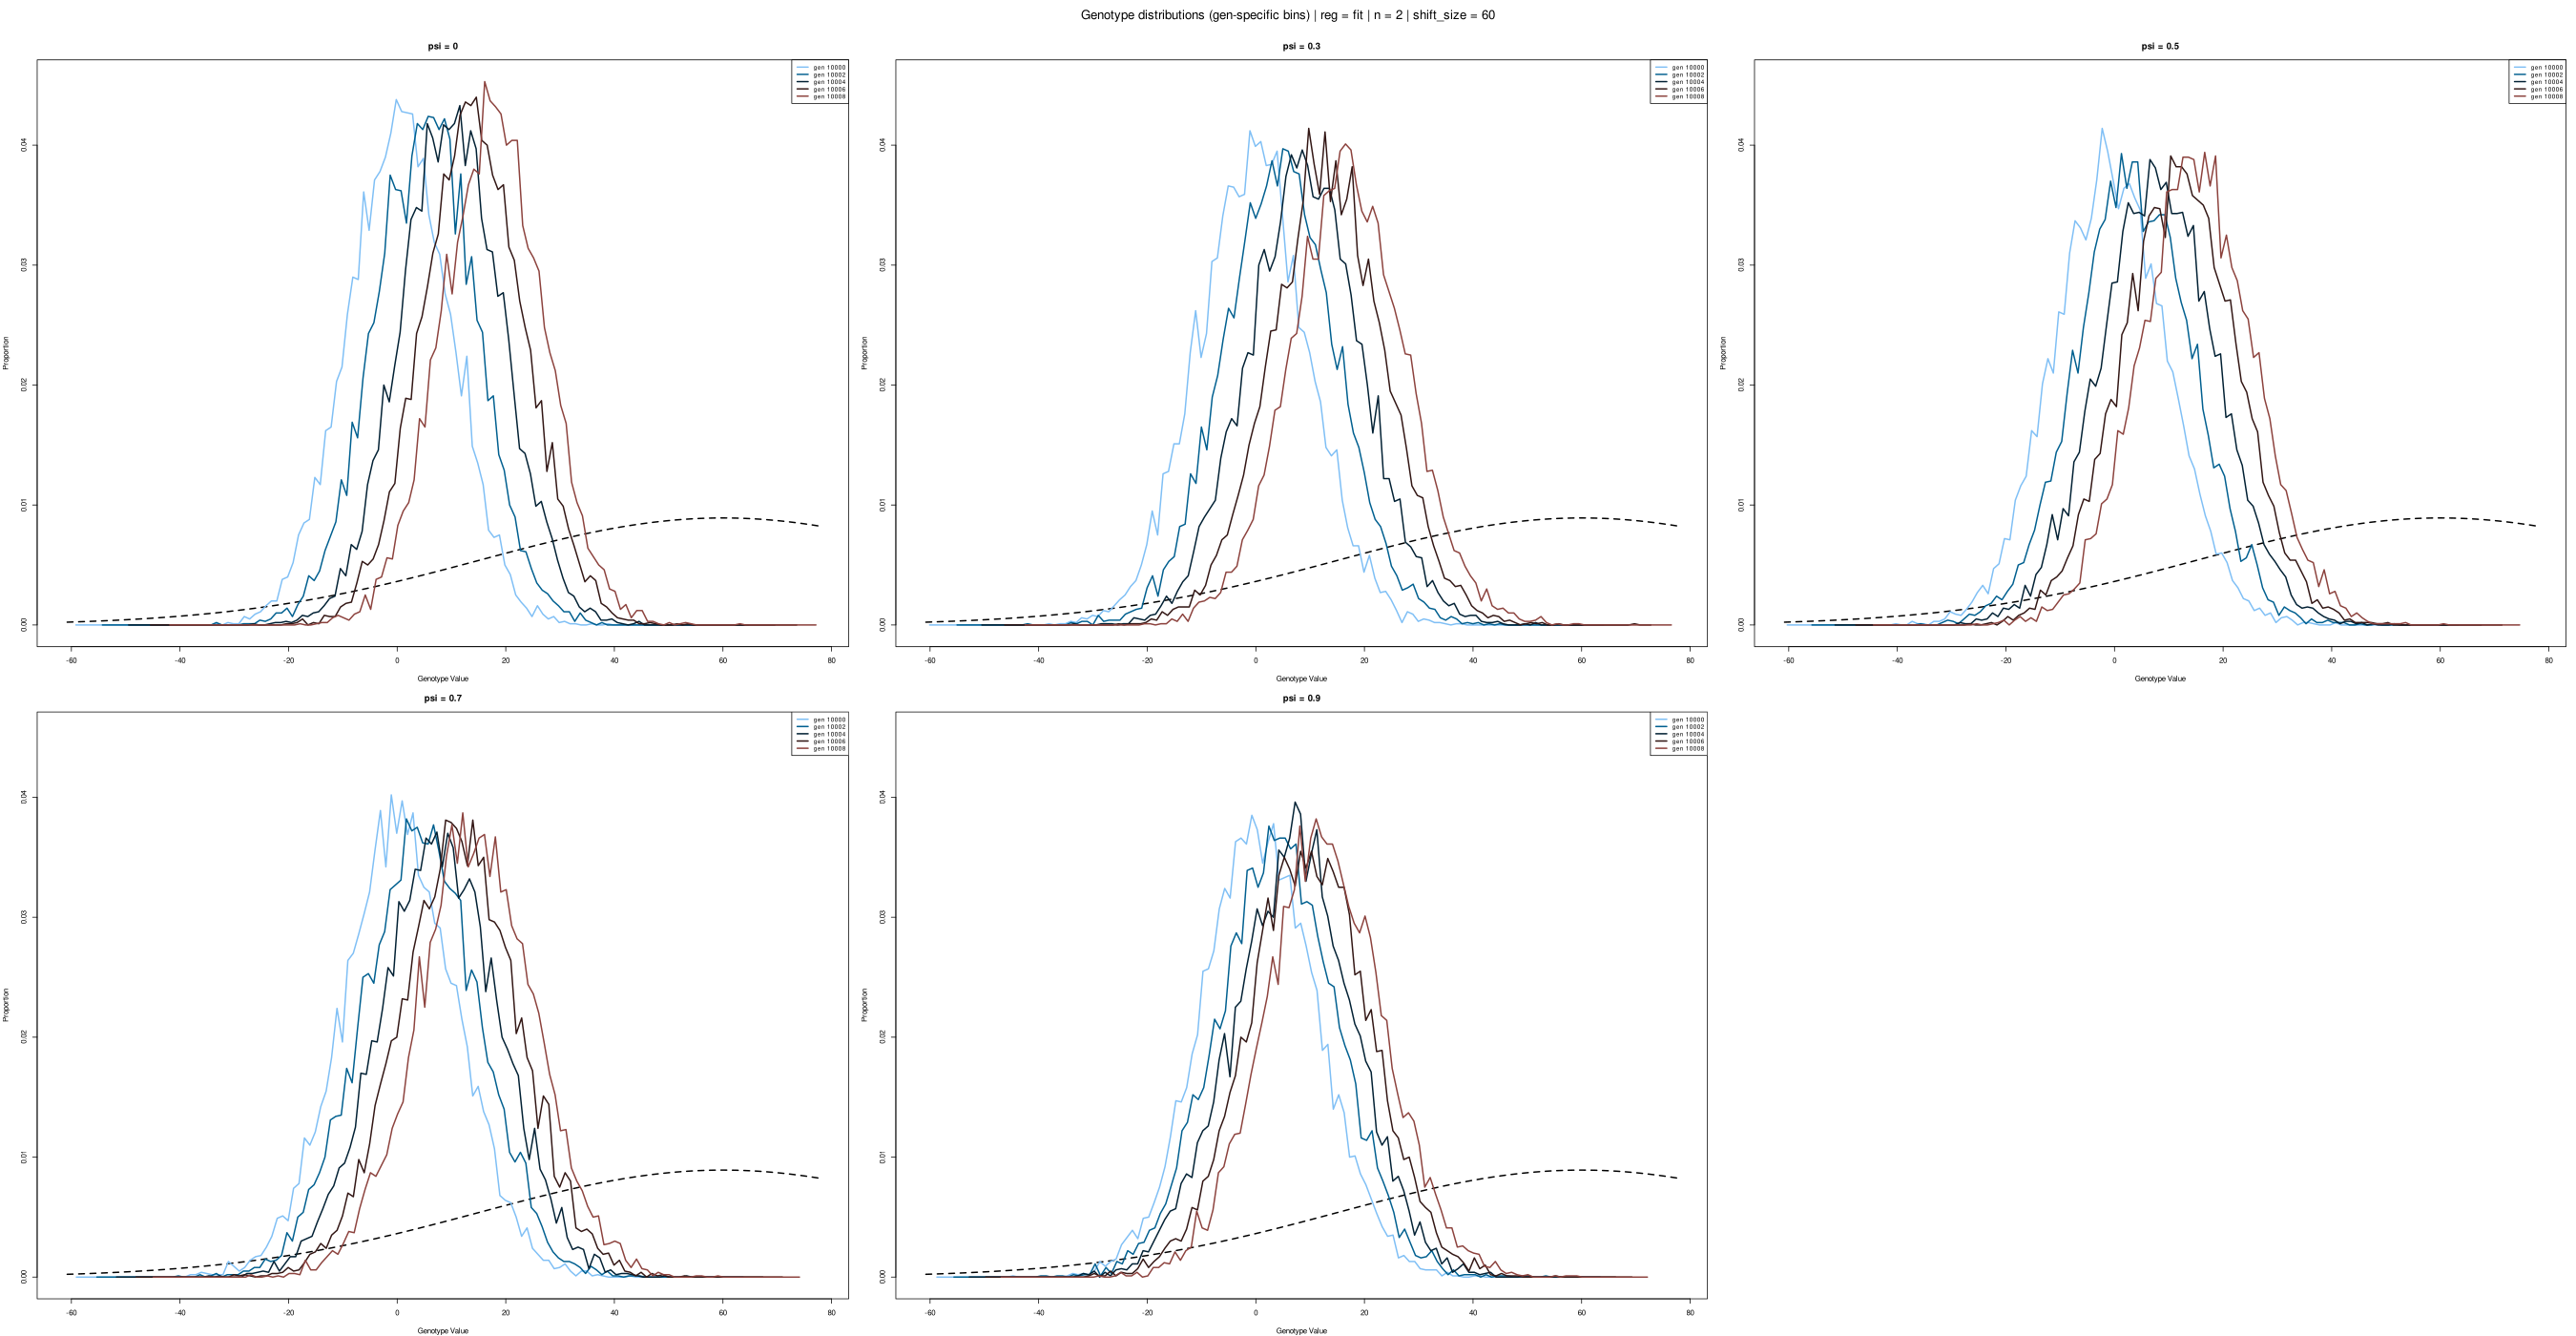 Genotype distributions (gen-specific bins) | reg = fit | n = 2 | shift_size = 60
psi = 0
gen 10000
gen 10002
gen 10004
gen 10006
gen 10008
Proportion
0.04
0.03
0.02
0.01
0.00
-60 -40 -20 0 20 40 60 80
Genotype Value
psi = 0.3
gen 10000
gen 10002
gen 10004
gen 10006
gen 10008
Proportion
0.04
0.03
0.02
0.01
0.00
-60 -40 -20 0 20 40 60 80
Genotype Value
psi = 0.5
gen 10000
gen 10002
gen 10004
gen 10006
gen 10008
Proportion
0.04
0.03
0.02
0.01
0.00
-60 -40 -20 0 20 40 60 80
Genotype Value
psi = 0.7
gen 10000
gen 10002
gen 10004
gen 10006
gen 10008
Proportion
0.04
0.03
0.02
0.01
0.00
-60 -40 -20 0 20 40 60 80
Genotype Value
psi = 0.9
gen 10000
gen 10002
gen 10004
gen 10006
gen 10008
Proportion
0.04
0.03
0.02
0.01
0.00
-60 -40 -20 0 20 40 60 80
Genotype Value